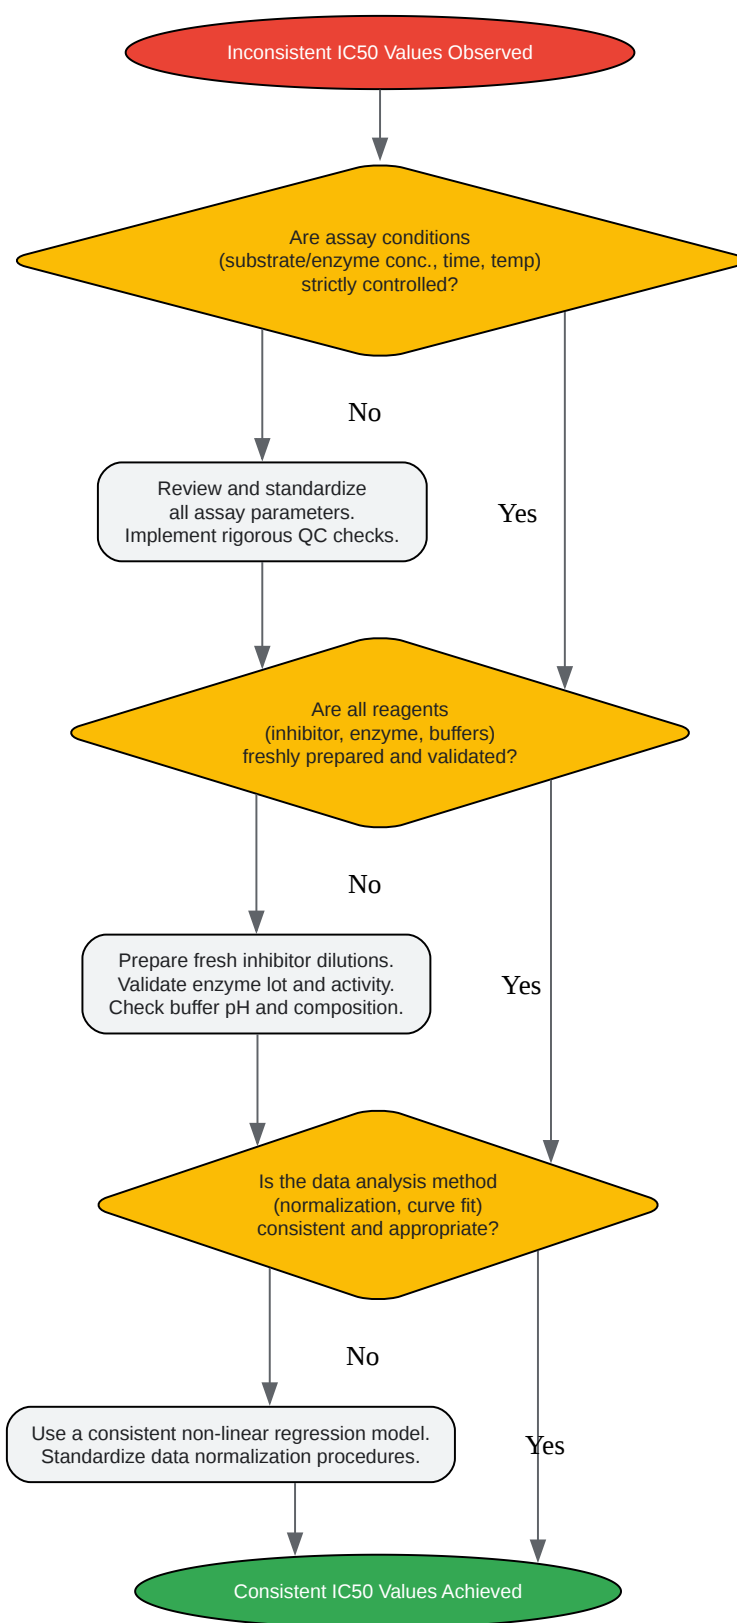 Inconsistent IC50 Values Observed
Are assay conditions
(substrate/enzyme conc., time, temp)
strictly controlled?
No
Review and standardize
all assay parameters.
Implement rigorous QC checks.
Yes
Are all reagents
(inhibitor, enzyme, buffers)
freshly prepared and validated?
No
Prepare fresh inhibitor dilutions.
Validate enzyme lot and activity.
Check buffer pH and composition.
Yes
Is the data analysis method
(normalization, curve fit)
consistent and appropriate?
No
Use a consistent non-linear regression model.
Standardize data normalization procedures.
Yes
Consistent IC50 Values Achieved